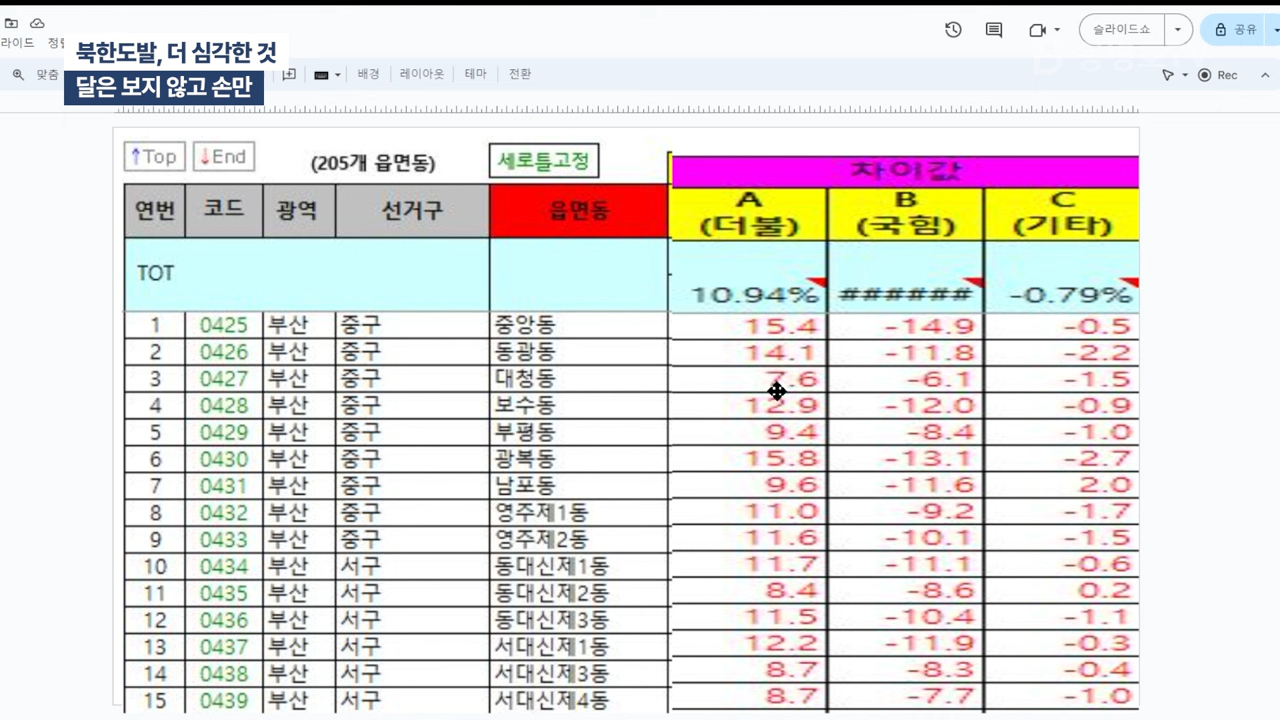 북한도발, 더 심각한 것
달은 보지 않고 손만
슬라이드쇼
공유
맞춤
배경
레이아웃
테마
전환
Rec
↑Top
↓End
(205개 읍면동)
세로틀고정
차이값
연번 코드 광역 선거구 읍면동 A (더불) B (국힘) C (기타)
TOT 10.94% ###### -0.79%
1 0425 부산 중구 중앙동 15.4 -14.9 -0.5
2 0426 부산 중구 동광동 14.1 -11.8 -2.2
3 0427 부산 중구 대청동 7.6 -6.1 -1.5
4 0428 부산 중구 보수동 12.9 -12.0 -0.9
5 0429 부산 중구 부평동 9.4 -8.4 -1.0
6 0430 부산 중구 광복동 15.8 -13.1 -2.7
7 0431 부산 중구 남포동 9.6 -11.6 2.0
8 0432 부산 중구 영주제1동 11.0 -9.2 -1.7
9 0433 부산 중구 영주제2동 11.6 -10.1 -1.5
10 0434 부산 서구 동대신제1동 11.7 -11.1 -0.6
11 0435 부산 서구 동대신제2동 8.4 -8.6 0.2
12 0436 부산 서구 동대신제3동 11.5 -10.4 -1.1
13 0437 부산 서구 서대신제1동 12.2 -11.9 -0.3
14 0438 부산 서구 서대신제3동 8.7 -8.3 -0.4
15 0439 부산 서구 서대신제4동 8.7 -7.7 -1.0